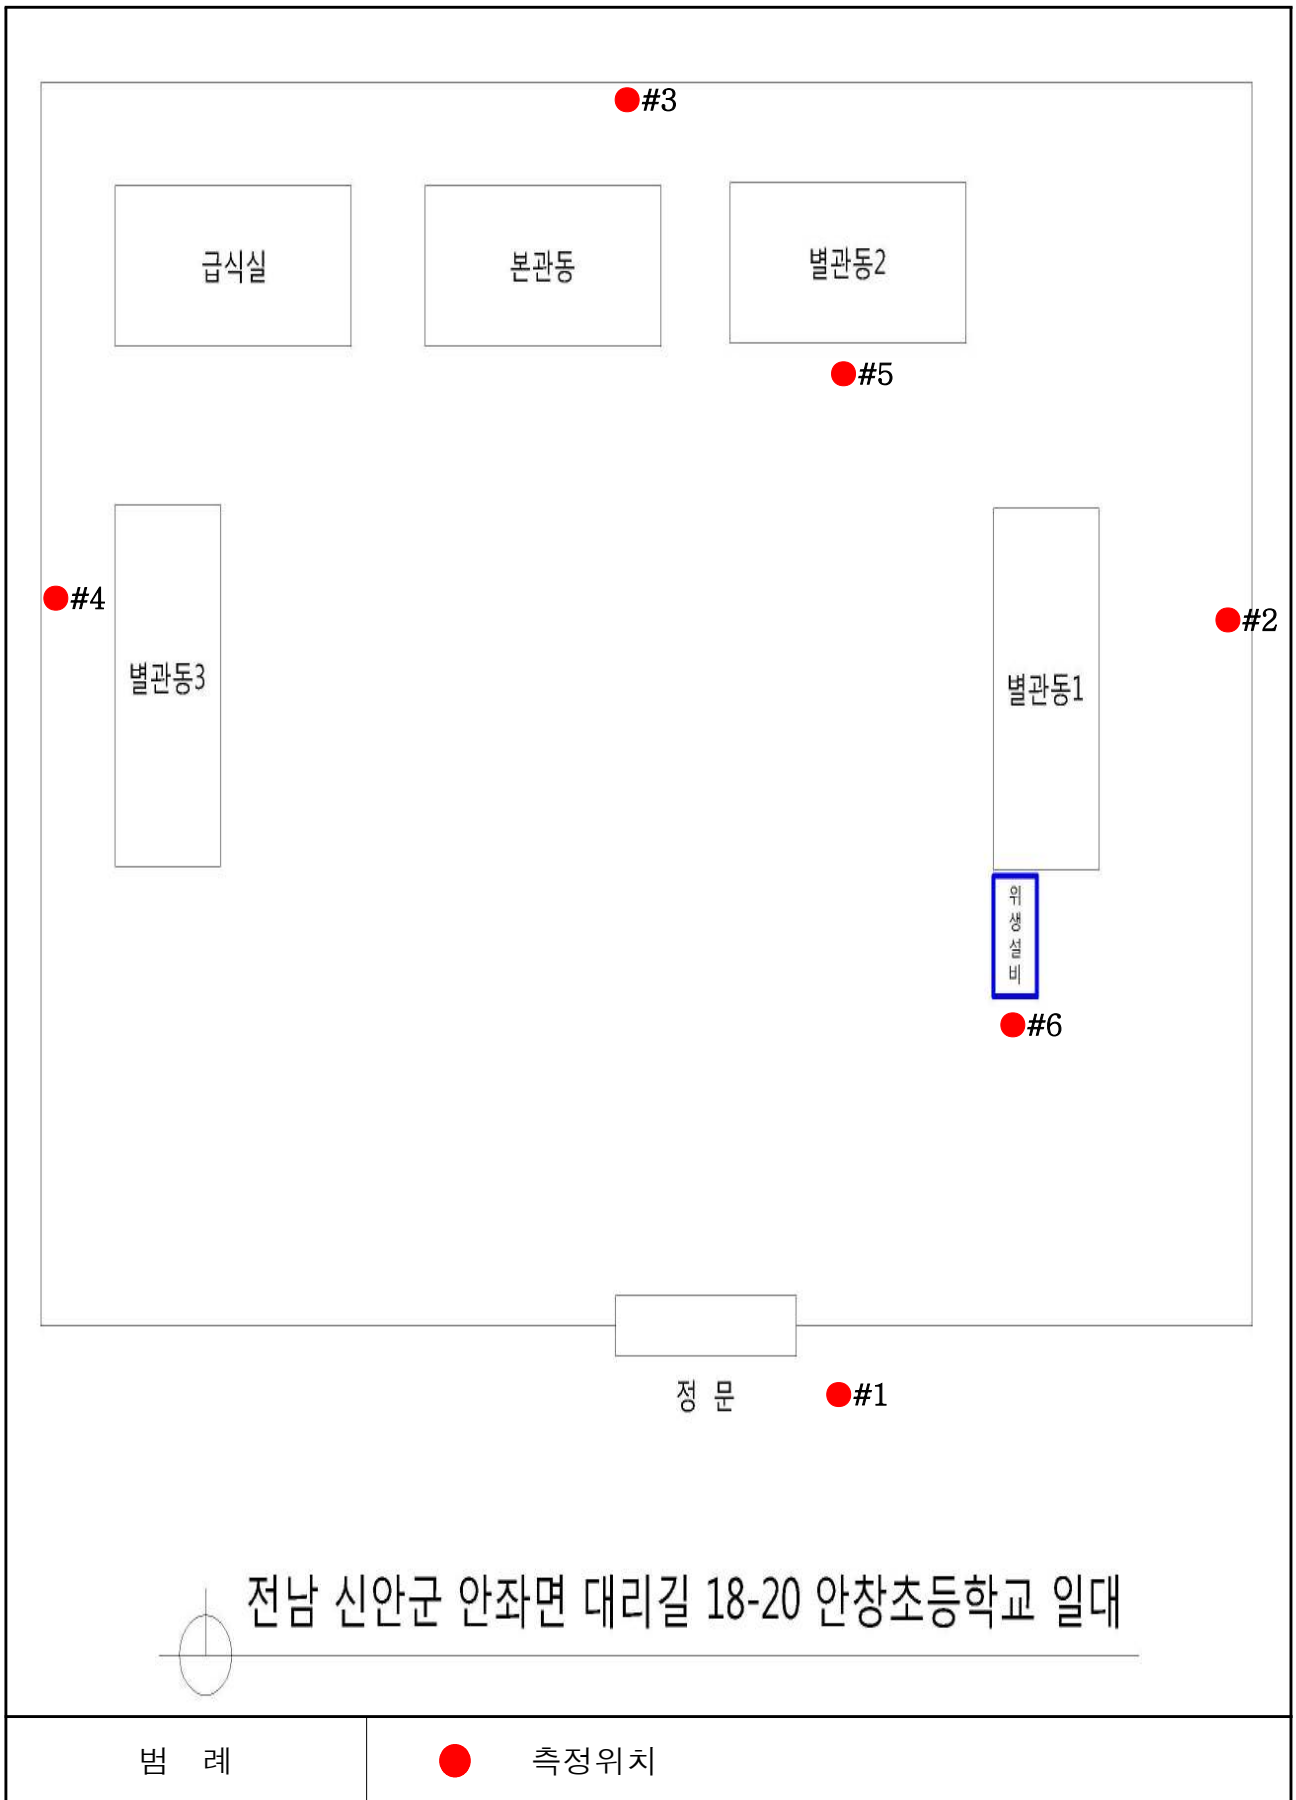 #3
급식실
본관동
별관동2
#5
#4
#2
별관동3
별관동1
위
생
설
비
#6
정 문
#1
전남 신안군 안좌면 대리길 18-20 안창초등학교 일대
범 례
측정위치